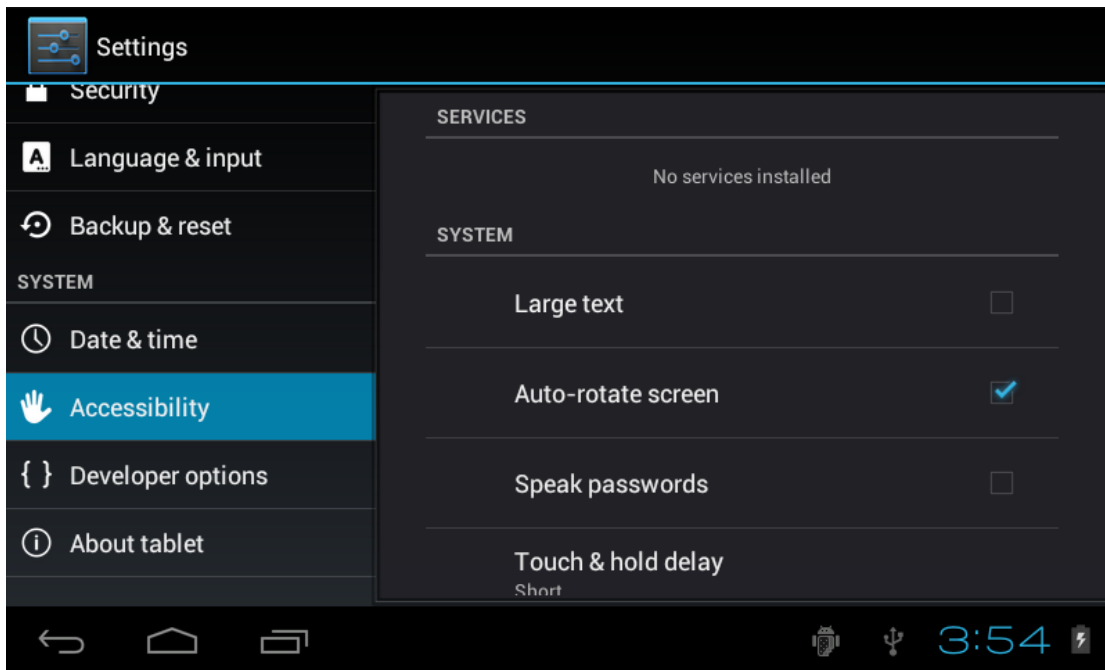 Settings
Security
Language & input
Backup & reset
SYSTEM
Date & time
Accessibility
{ } Developer options
About tablet
SERVICES
No services installed
SYSTEM
Large text
Auto-rotate screen
Speak passwords
Touch & hold delay
Short
3:54